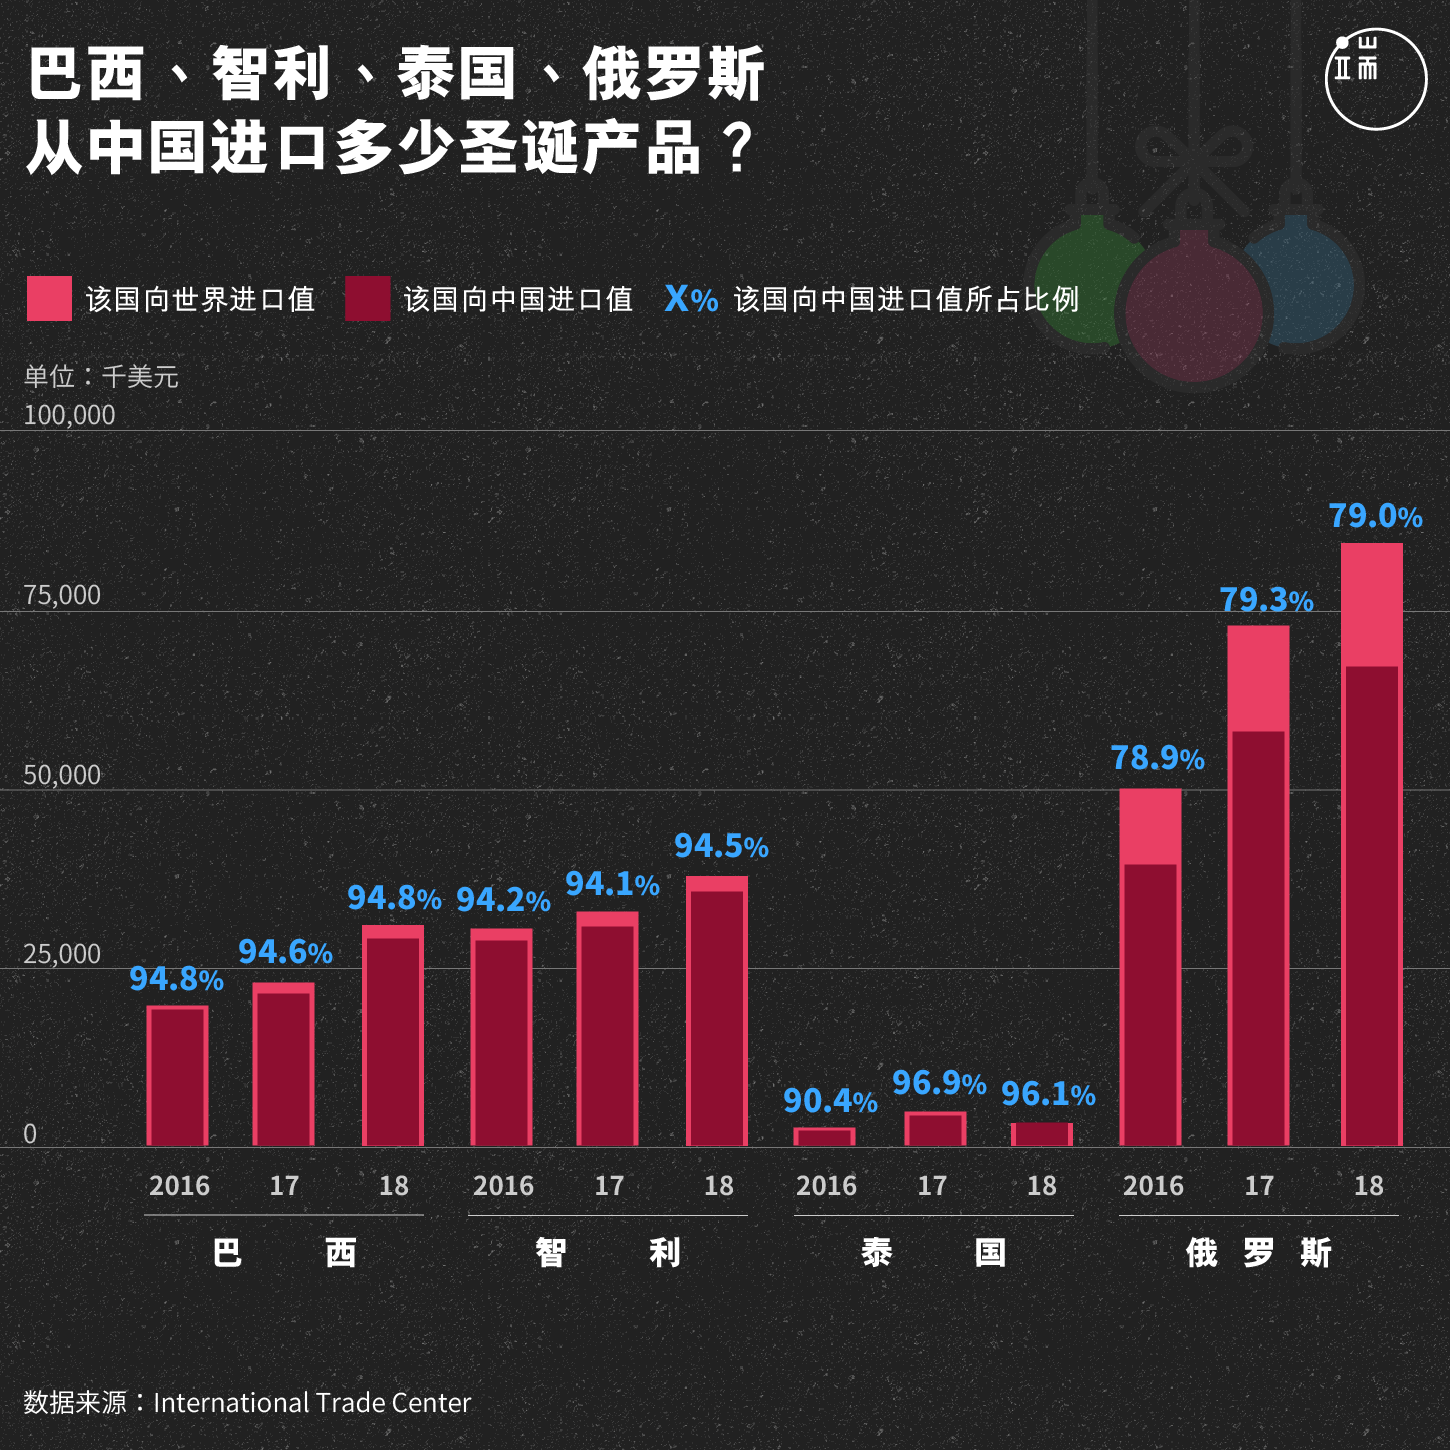 巴西、智利、泰国、俄罗斯
从中国进口多少圣诞产品？
端
该国向世界进口值 该国向中国进口值 X% 该国向中国进口值所占比例
单位：千美元
100,000
79.0%
75,000
79.3%
78.9%
50,000
94.5%
94.1%
94.8% 94.2%
94.6%
25,000
94.8%
90.4% 96.9% 96.1%
0
2016 17 18 2016 17 18 2016 17 18 2016 17 18
巴西 智利 泰国 俄罗斯
数据来源：International Trade Center